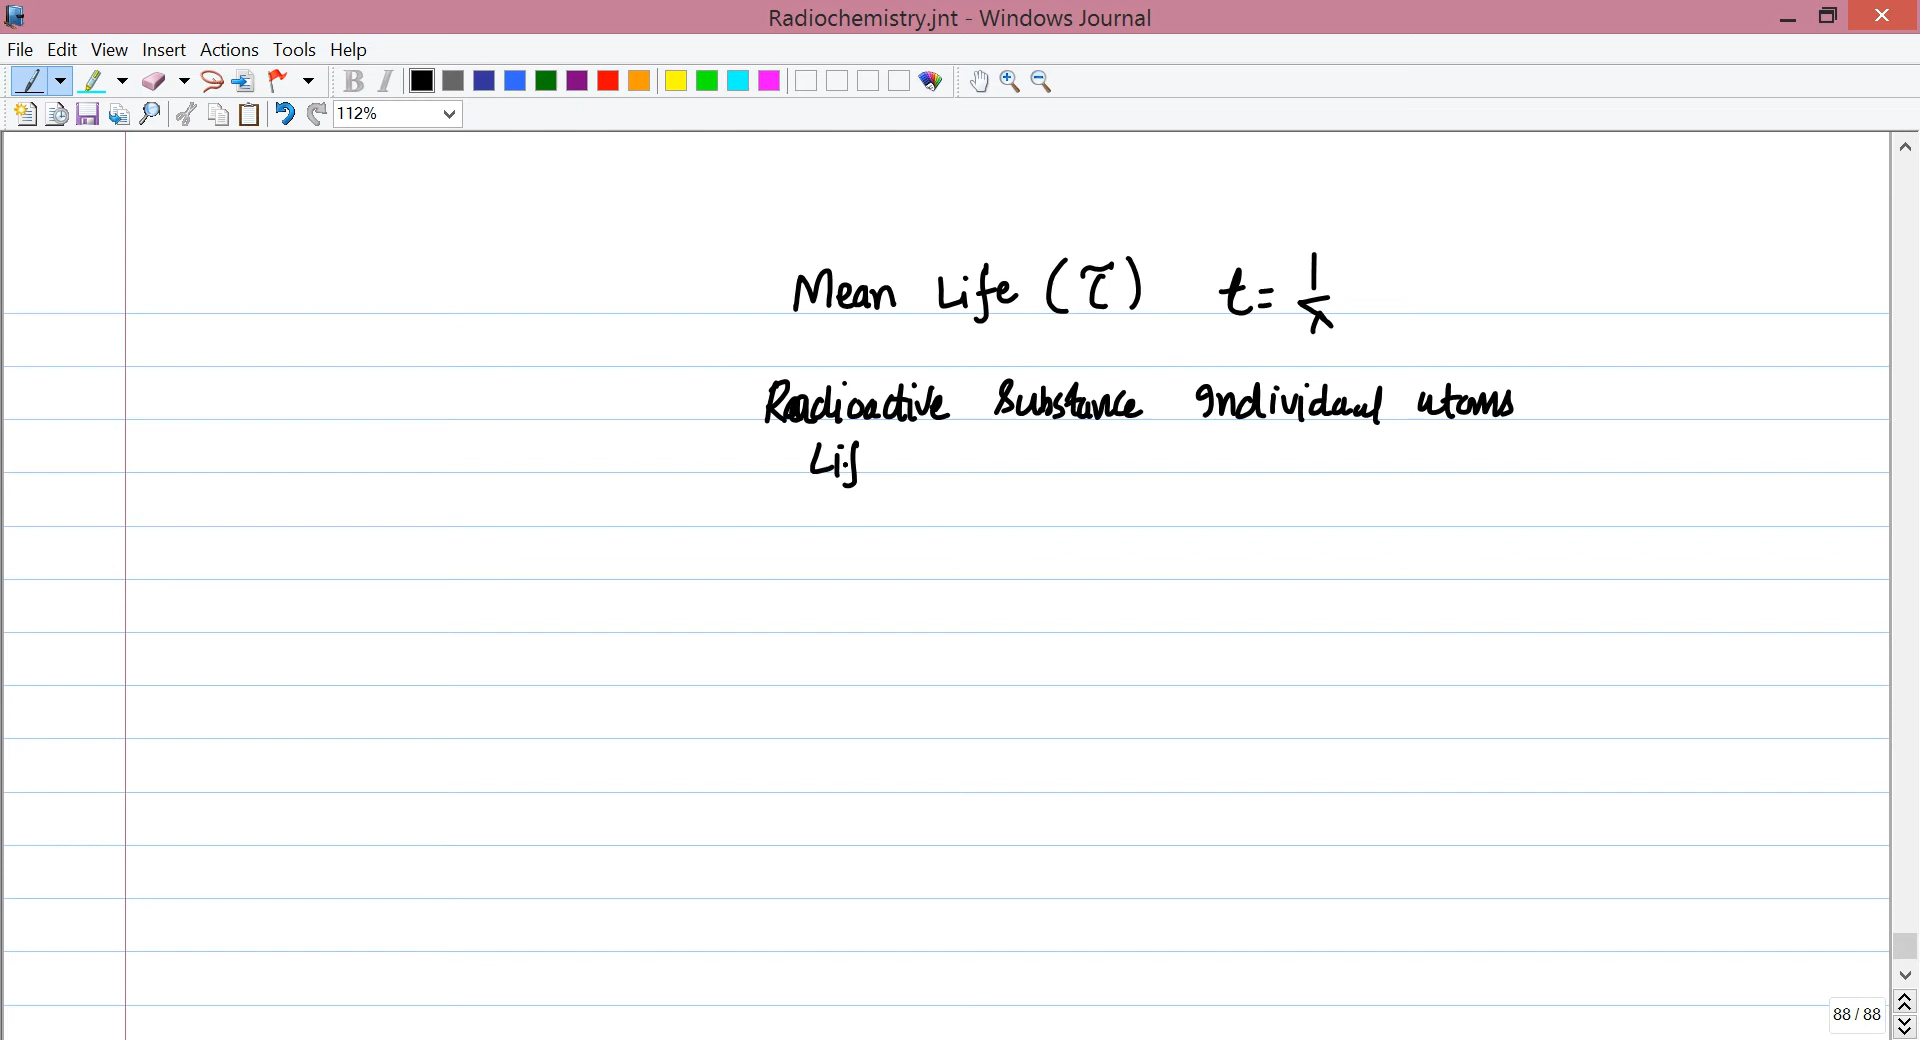 Radiochemistry.jnt - Windows Journal
File Edit View Insert Actions Tools Help
B I
112%
Mean Life (τ) t = 1/λ
Radioactive Substance Individual atoms
Lif
88 / 88